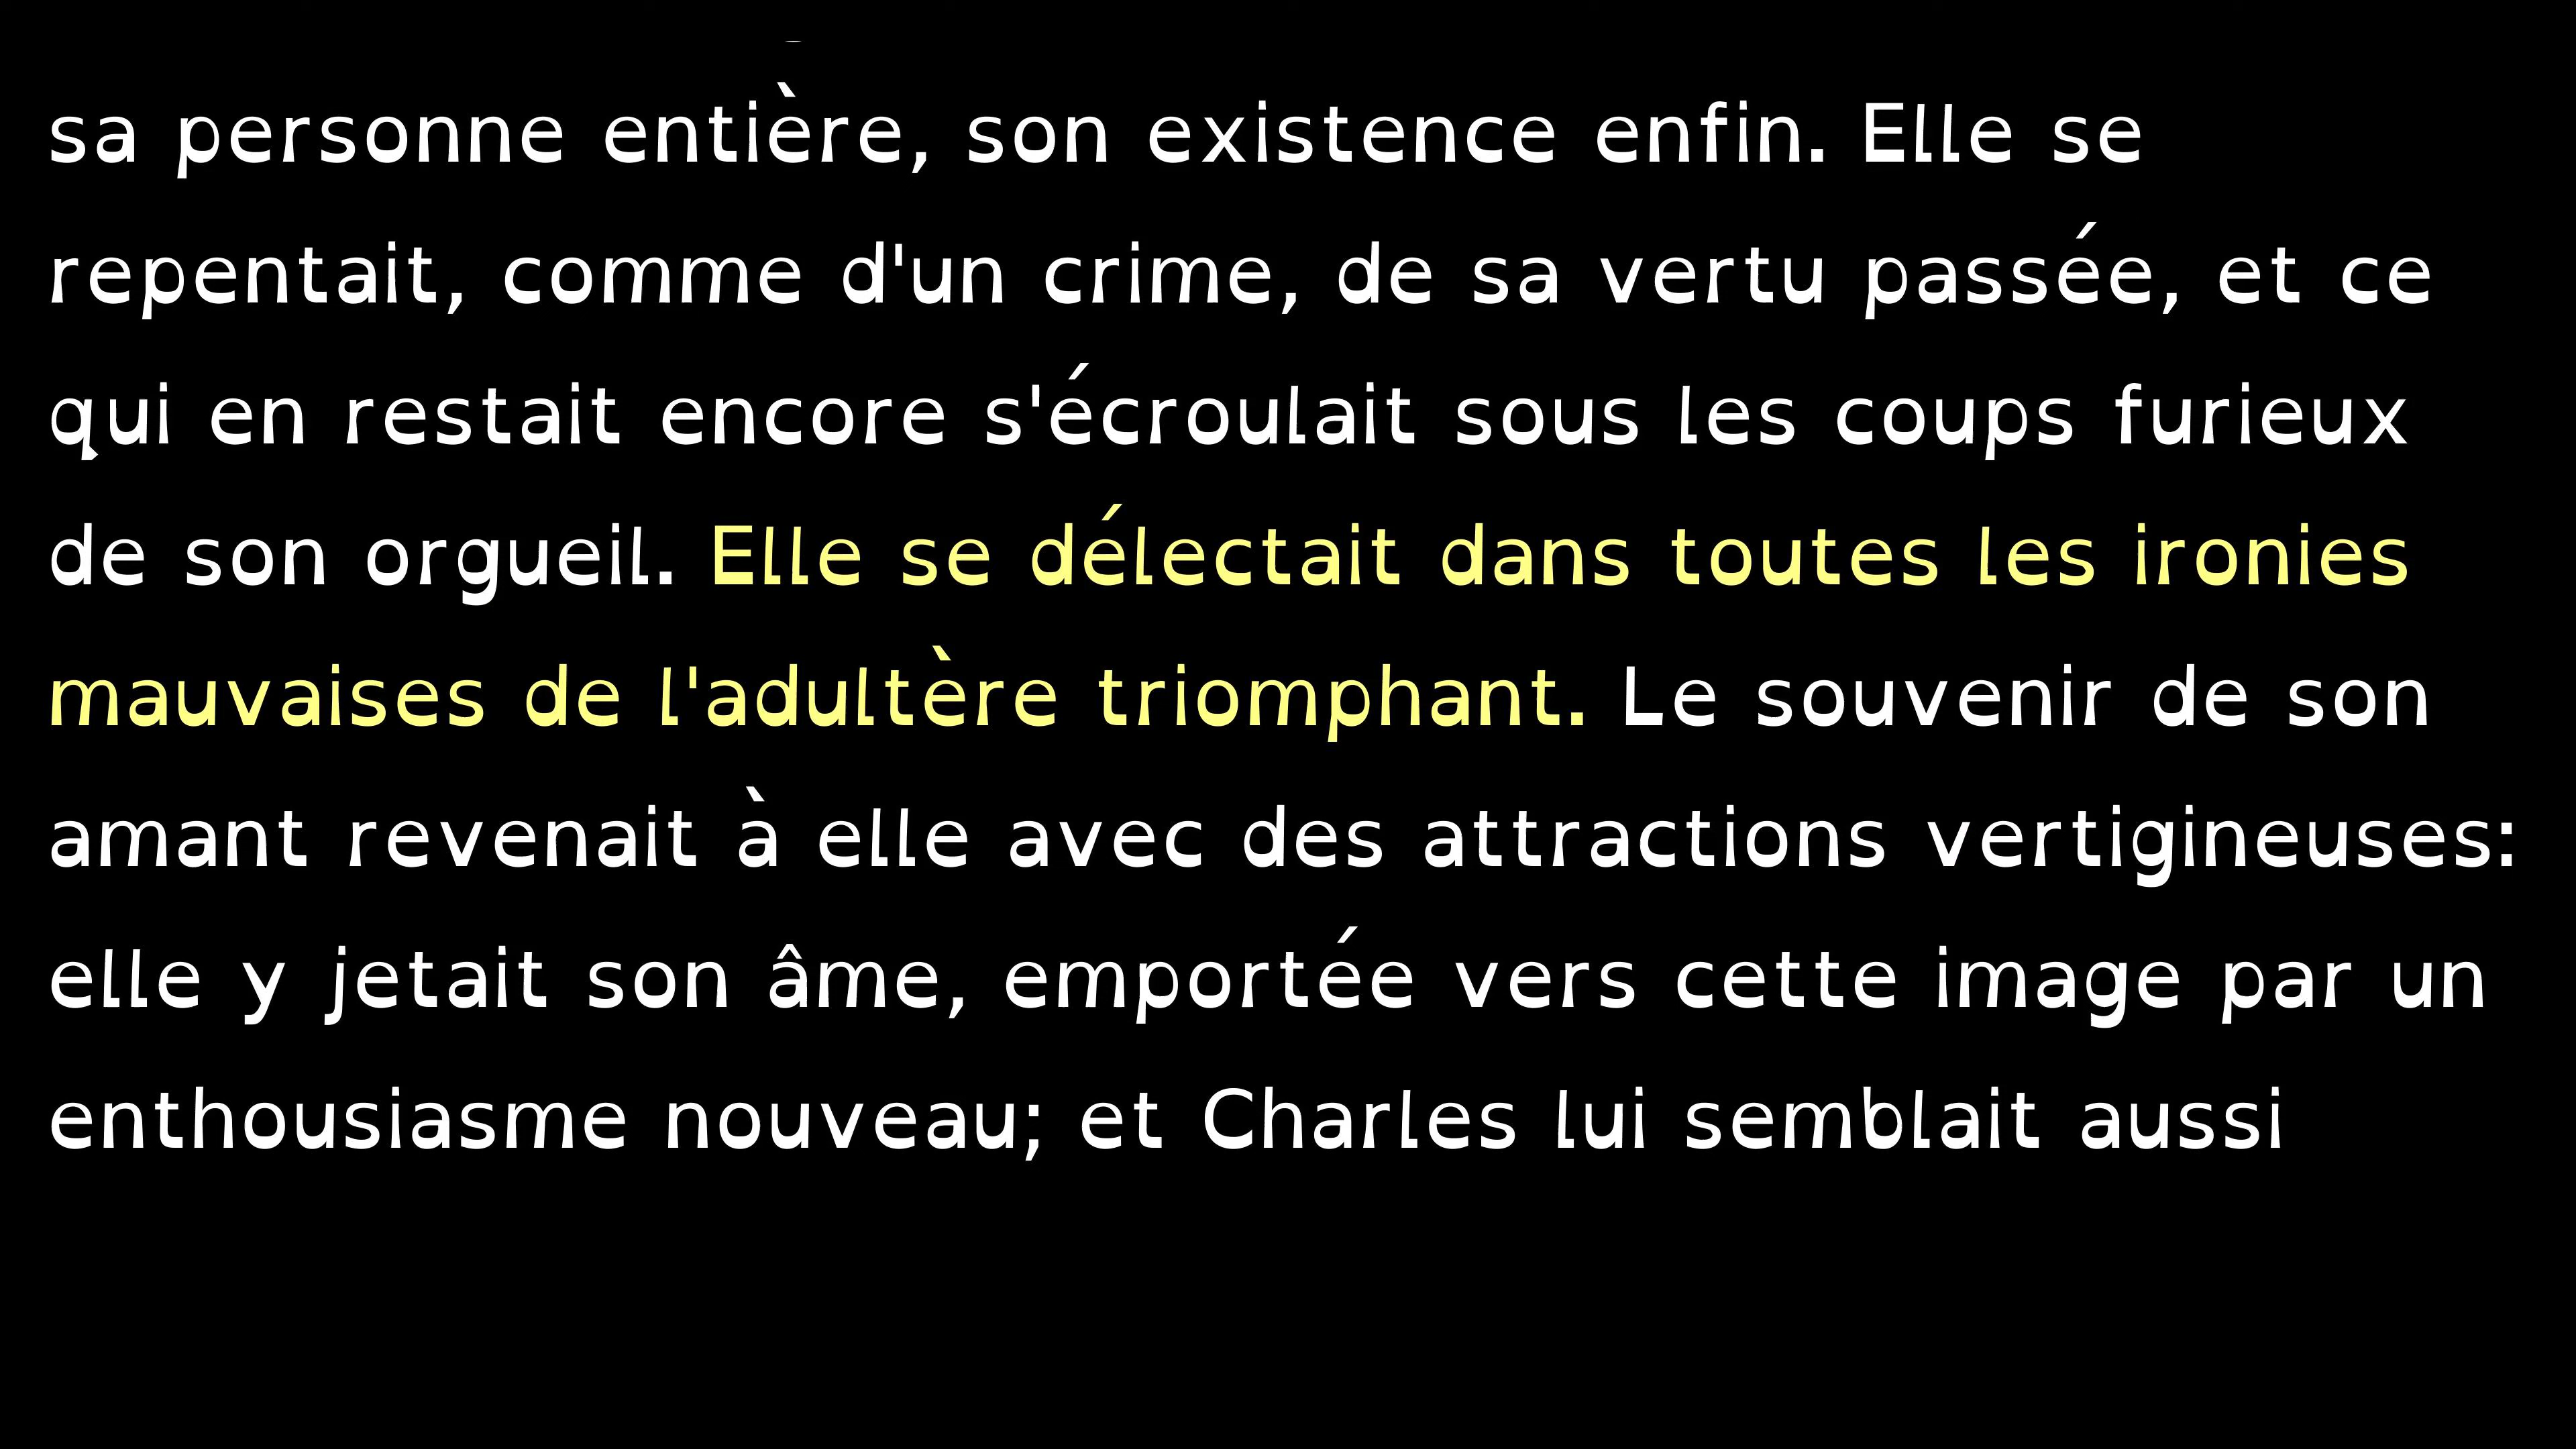 sa personne entière, son existence enfin. Elle se
repentait, comme d'un crime, de sa vertu passée, et ce
qui en restait encore s'écroulait sous les coups furieux
de son orgueil. Elle se délectait dans toutes les ironies
mauvaises de l'adultère triomphant. Le souvenir de son
amant revenait à elle avec des attractions vertigineuses:
elle y jetait son âme, emportée vers cette image par un
enthousiasme nouveau; et Charles lui semblait aussi